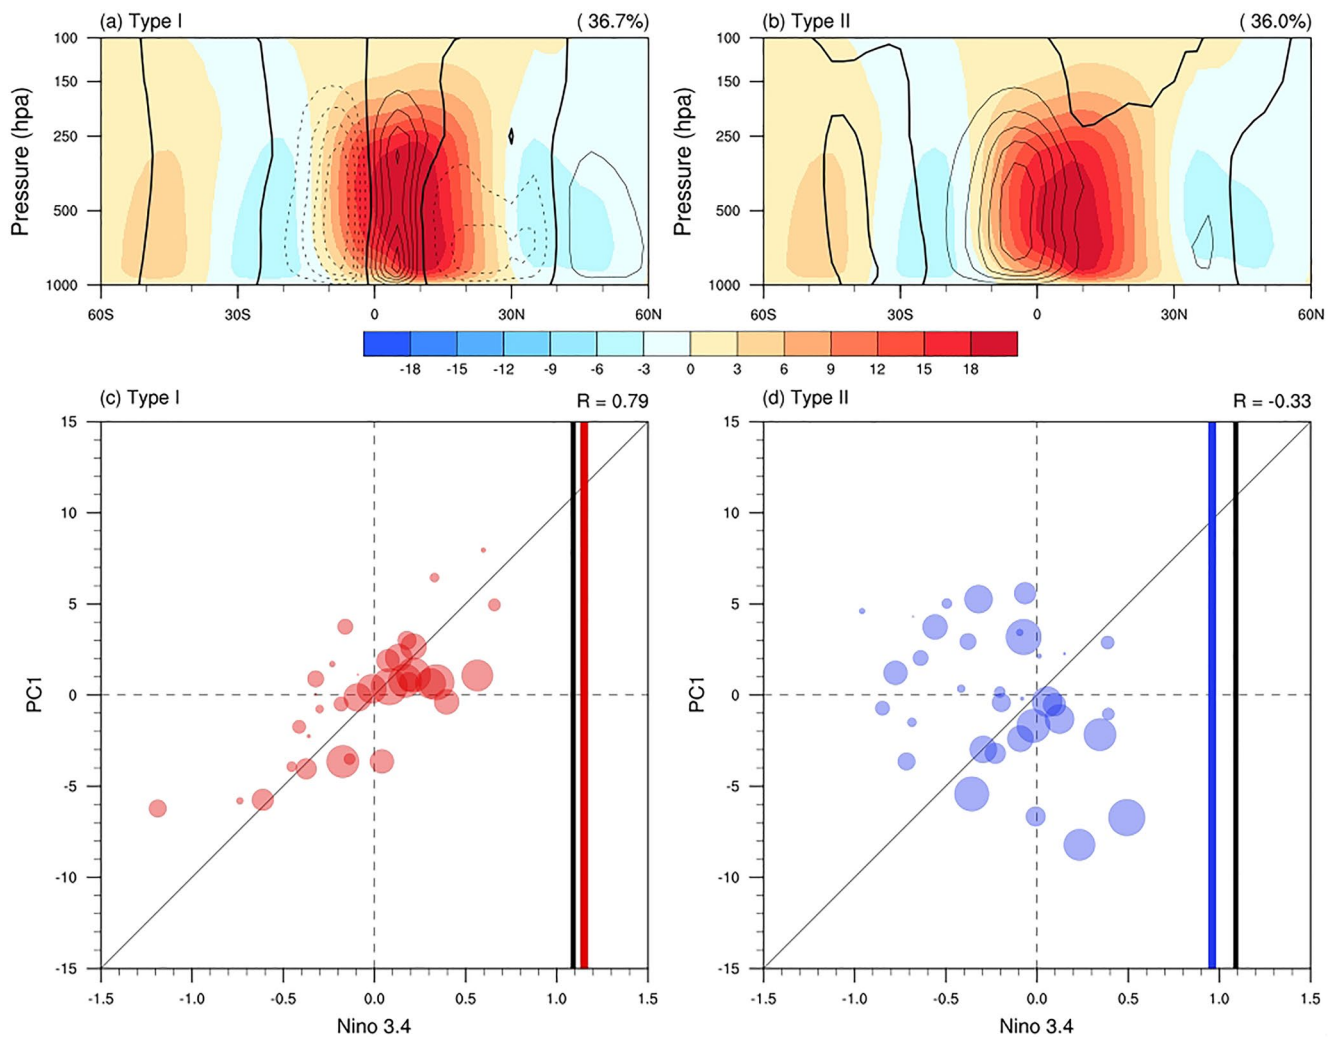 (a) Type I ( 36.7%)
(b) Type II ( 36.0%)
Pressure (hpa)
100
150
250
500
1000
60S 30S 0 30N 60N
Pressure (hpa)
100
150
250
500
1000
60S 30S 0 30N 60N
-18 -15 -12 -9 -6 -3 0 3 6 9 12 15 18
(c) Type I R = 0.79
(d) Type II R = -0.33
PC1
15
10
5
0
-5
-10
-15
-1.5 -1.0 -0.5 0.0 0.5 1.0 1.5
Nino 3.4
PC1
15
10
5
0
-5
-10
-15
-1.5 -1.0 -0.5 0.0 0.5 1.0 1.5
Nino 3.4